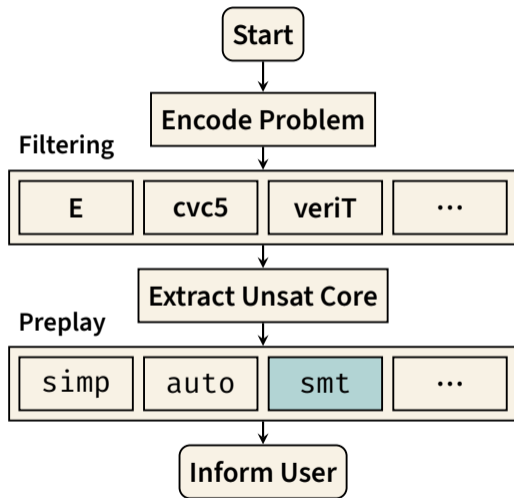 Start
Encode Problem
Filtering
E cvc5 veriT ⋯
Extract Unsat Core
Preplay
simp auto smt ⋯
Inform User